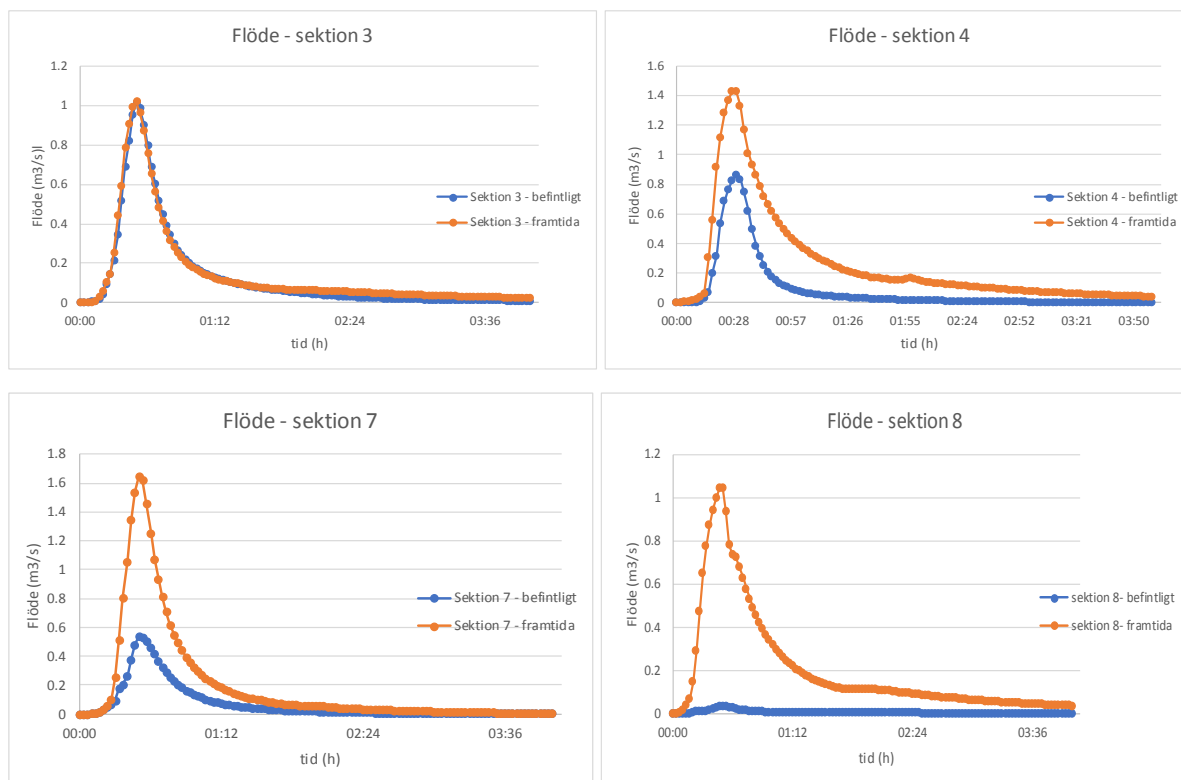 Flöde - sektion 3
Flöde (m3/s)l
1.2
1
0.8
0.6
0.4
0.2
0
00:00 01:12 02:24 03:36
tid (h)
Sektion 3 - befintligt
Sektion 3 - framtida
Flöde - sektion 4
Flöde (m3/s)
1.6
1.4
1.2
1
0.8
0.6
0.4
0.2
0
00:00 00:28 00:57 01:26 01:55 02:24 02:52 03:21 03:50
tid (h)
Sektion 4 - befintligt
Sektion 4 - framtida
Flöde - sektion 7
Flöde (m3/s)
1.8
1.6
1.4
1.2
1
0.8
0.6
0.4
0.2
0
00:00 01:12 02:24 03:36
tid (h)
Sektion 7 - befintligt
Sektion 7 - framtida
Flöde - sektion 8
Flöde (m3/s)
1.2
1
0.8
0.6
0.4
0.2
0
00:00 01:12 02:24 03:36
tid (h)
sektion 8- befintligt
sektion 8- framtida